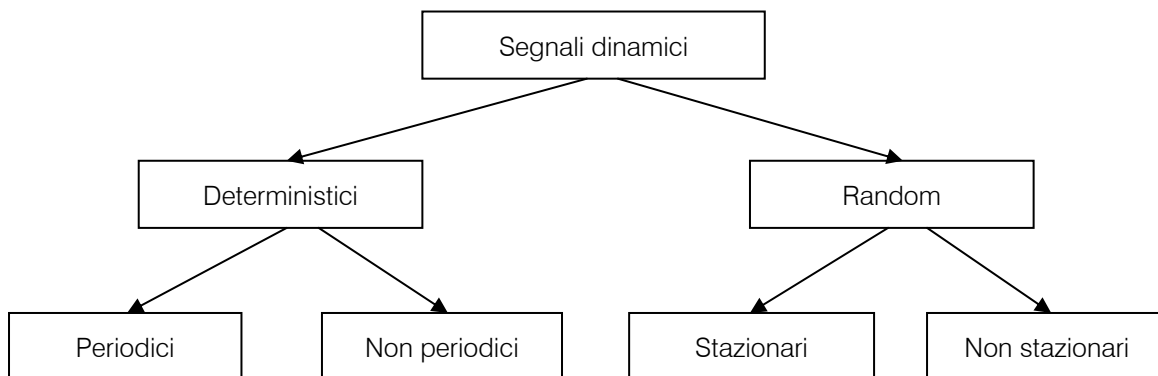 Segnali dinamici
Deterministici
Random
Periodici
Non periodici
Stazionari
Non stazionari